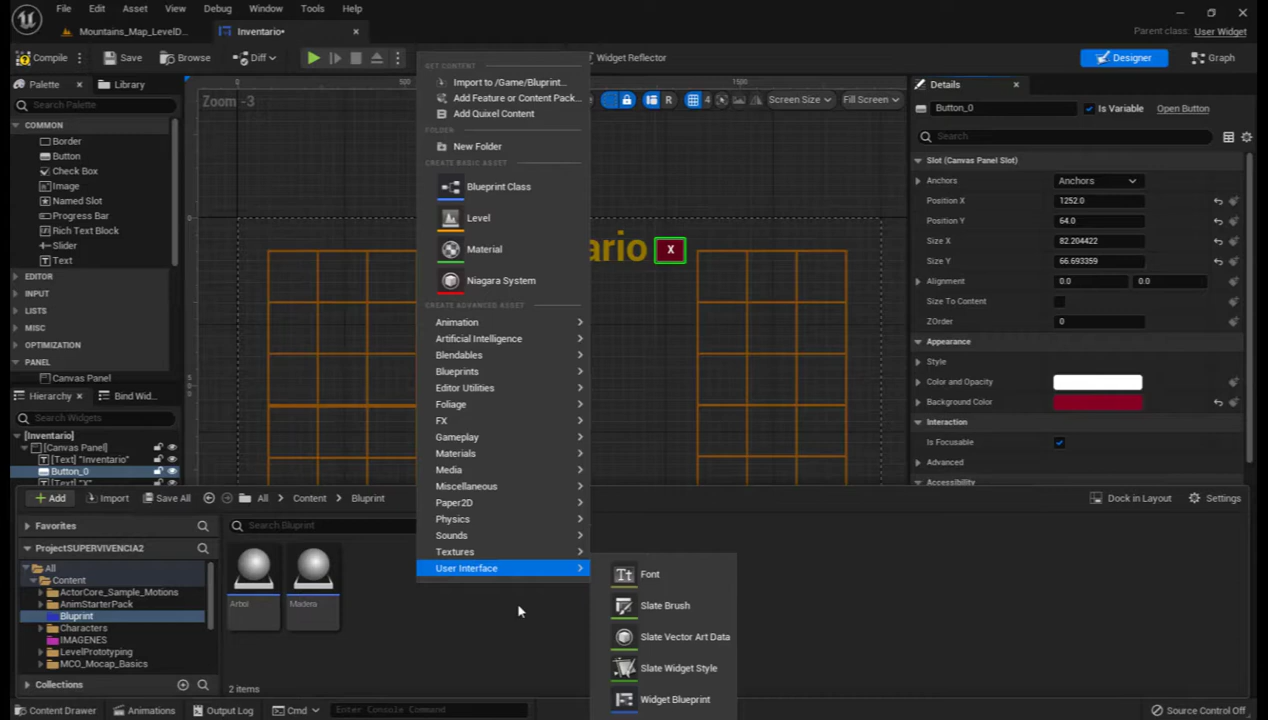 File Edit Asset View Debug Window Tools Help
Mountains_Map_LevelD...
Inventario•
Parent class: User Widget
Compile
Save
Browse
Diff
Widget Reflector
Designer
Graph
Palette
Library
Search Palette
COMMON
Border
Button
Check Box
Image
Named Slot
Progress Bar
Rich Text Block
Slider
Text
EDITOR
INPUT
LISTS
MISC
OPTIMIZATION
PANEL
Canvas Panel
Hierarchy
Bind Wid...
Search Widgets
[Inventario]
[Canvas Panel]
[Text] "Inventario"
Button_0
[Text] "X"
0
500
1500
Zoom -3
R
4
Screen Size
Fill Screen
0
ario
X
GET CONTENT
Import to /Game/Bluprint...
Add Feature or Content Pack...
Add Quixel Content
FOLDER
New Folder
CREATE BASIC ASSET
Blueprint Class
Level
Material
Niagara System
CREATE ADVANCED ASSET
Animation
Artificial Intelligence
Blendables
Blueprints
Editor Utilities
Foliage
FX
Gameplay
Materials
Media
Miscellaneous
Paper2D
Physics
Sounds
Textures
User Interface
Font
Slate Brush
Slate Vector Art Data
Slate Widget Style
Widget Blueprint
Details
Button_0
Is Variable
Open Button
Search
Slot (Canvas Panel Slot)
Anchors
Anchors
Position X
1252.0
Position Y
64.0
Size X
82.204422
Size Y
66.693359
Alignment
0.0
0.0
Size To Content
ZOrder
0
Appearance
Style
Color and Opacity
Background Color
Interaction
Is Focusable
Advanced
Accessibility
Add
Import
Save All
All
Content
Bluprint
Dock in Layout
Settings
Favorites
Search Bluprint
ProjectSUPERVIVENCIA2
All
Content
ActorCore_Sample_Motions
AnimStarterPack
Bluprint
Characters
IMAGENES
LevelPrototyping
MCO_Mocap_Basics
Collections
Arbol
Madera
2 items
Content Drawer
Animations
Output Log
Cmd
Enter Console Command
Source Control Off